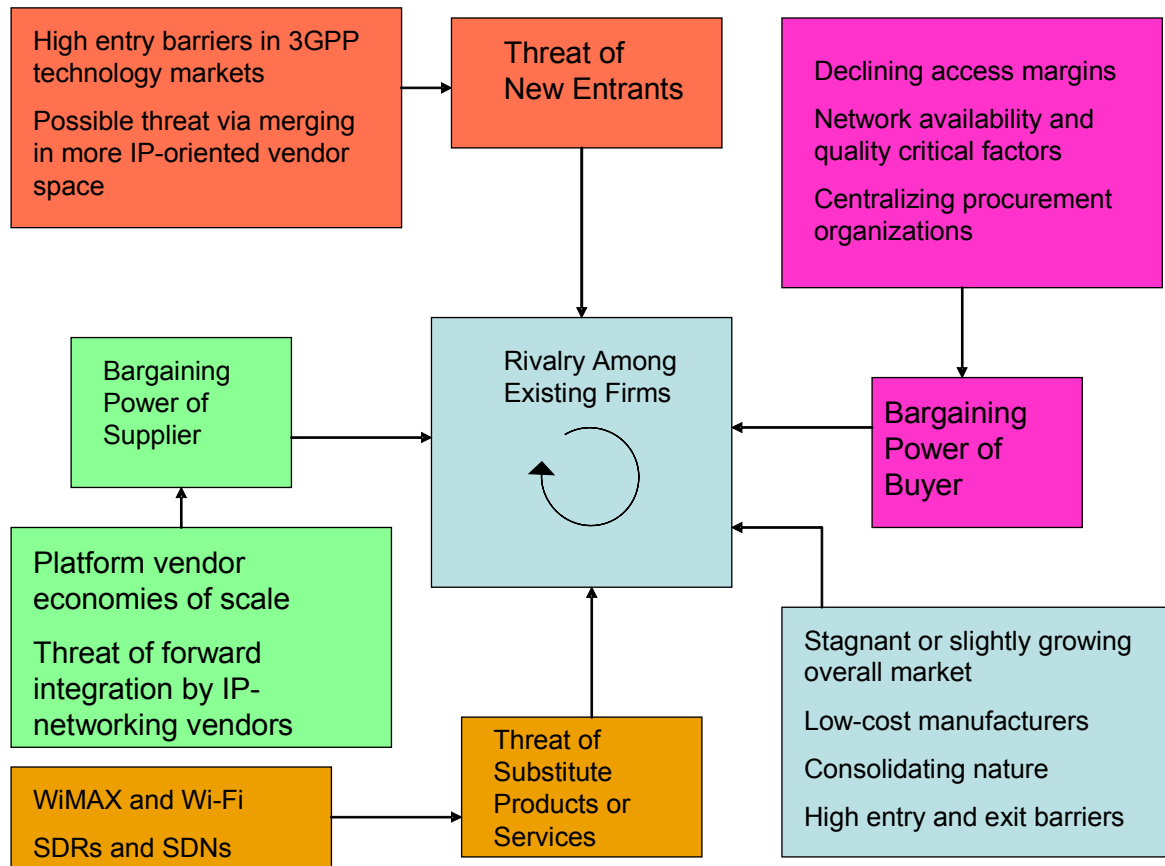 High entry barriers in 3GPP
technology markets
Possible threat via merging
in more IP-oriented vendor
space
Threat of
New Entrants
Declining access margins
Network availability and
quality critical factors
Centralizing procurement
organizations
Bargaining
Power of
Supplier
Rivalry Among
Existing Firms
Bargaining
Power of
Buyer
Platform vendor
economies of scale
Threat of forward
integration by IP-
networking vendors
Threat of
Substitute
Products or
Services
Stagnant or slightly growing
overall market
Low-cost manufacturers
Consolidating nature
High entry and exit barriers
WiMAX and Wi-Fi
SDRs and SDNs